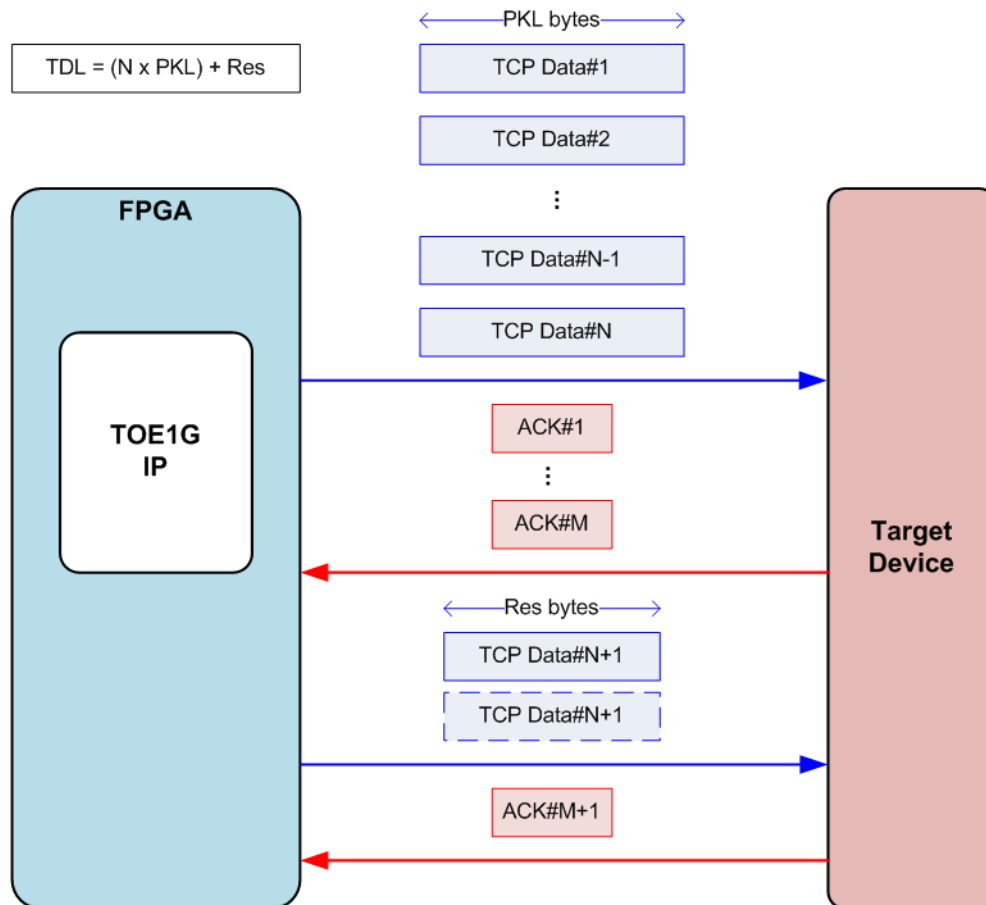 PKL bytes
TDL = (N x PKL) + Res
TCP Data#1
TCP Data#2
⋮
FPGA
TCP Data#N-1
TCP Data#N
TOE1G
IP
ACK#1
⋮
ACK#M
Target
Device
Res bytes
TCP Data#N+1
TCP Data#N+1
ACK#M+1